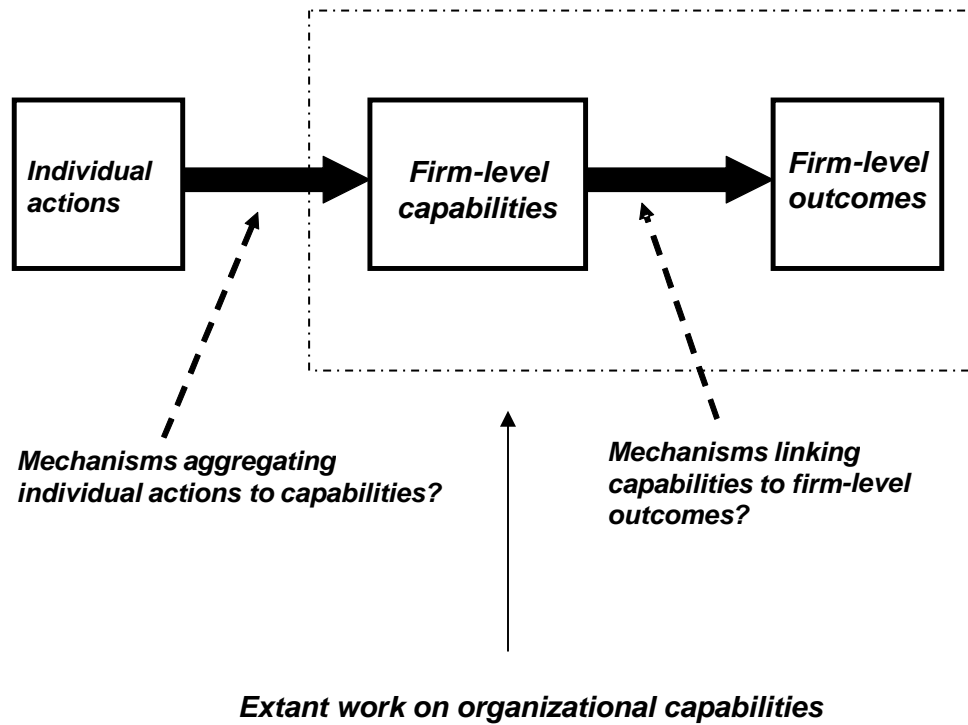 Individual
actions
Firm-level
capabilities
Firm-level
outcomes
Mechanisms aggregating
individual actions to capabilities?
Mechanisms linking
capabilities to firm-level
outcomes?
Extant work on organizational capabilities